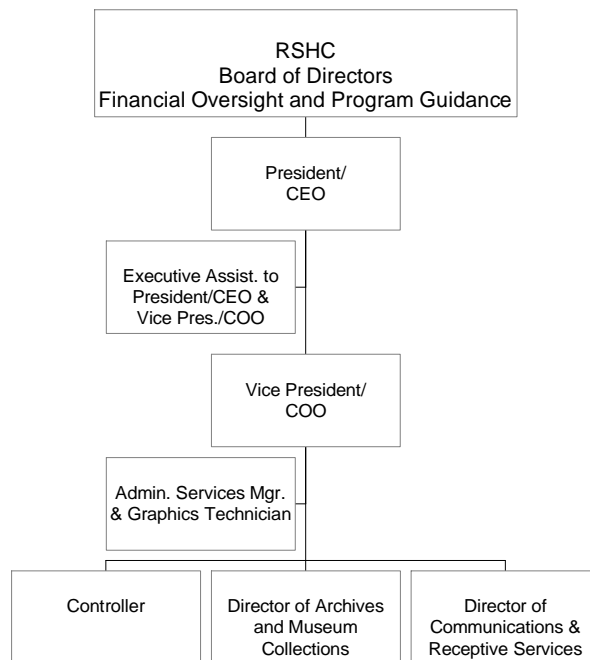 RSHC
Board of Directors
Financial Oversight and Program Guidance
President/
CEO
Executive Assist. to
President/CEO &
Vice Pres./COO
Vice President/
COO
Admin. Services Mgr.
& Graphics Technician
Controller
Director of Archives
and Museum
Collections
Director of
Communications &
Receptive Services